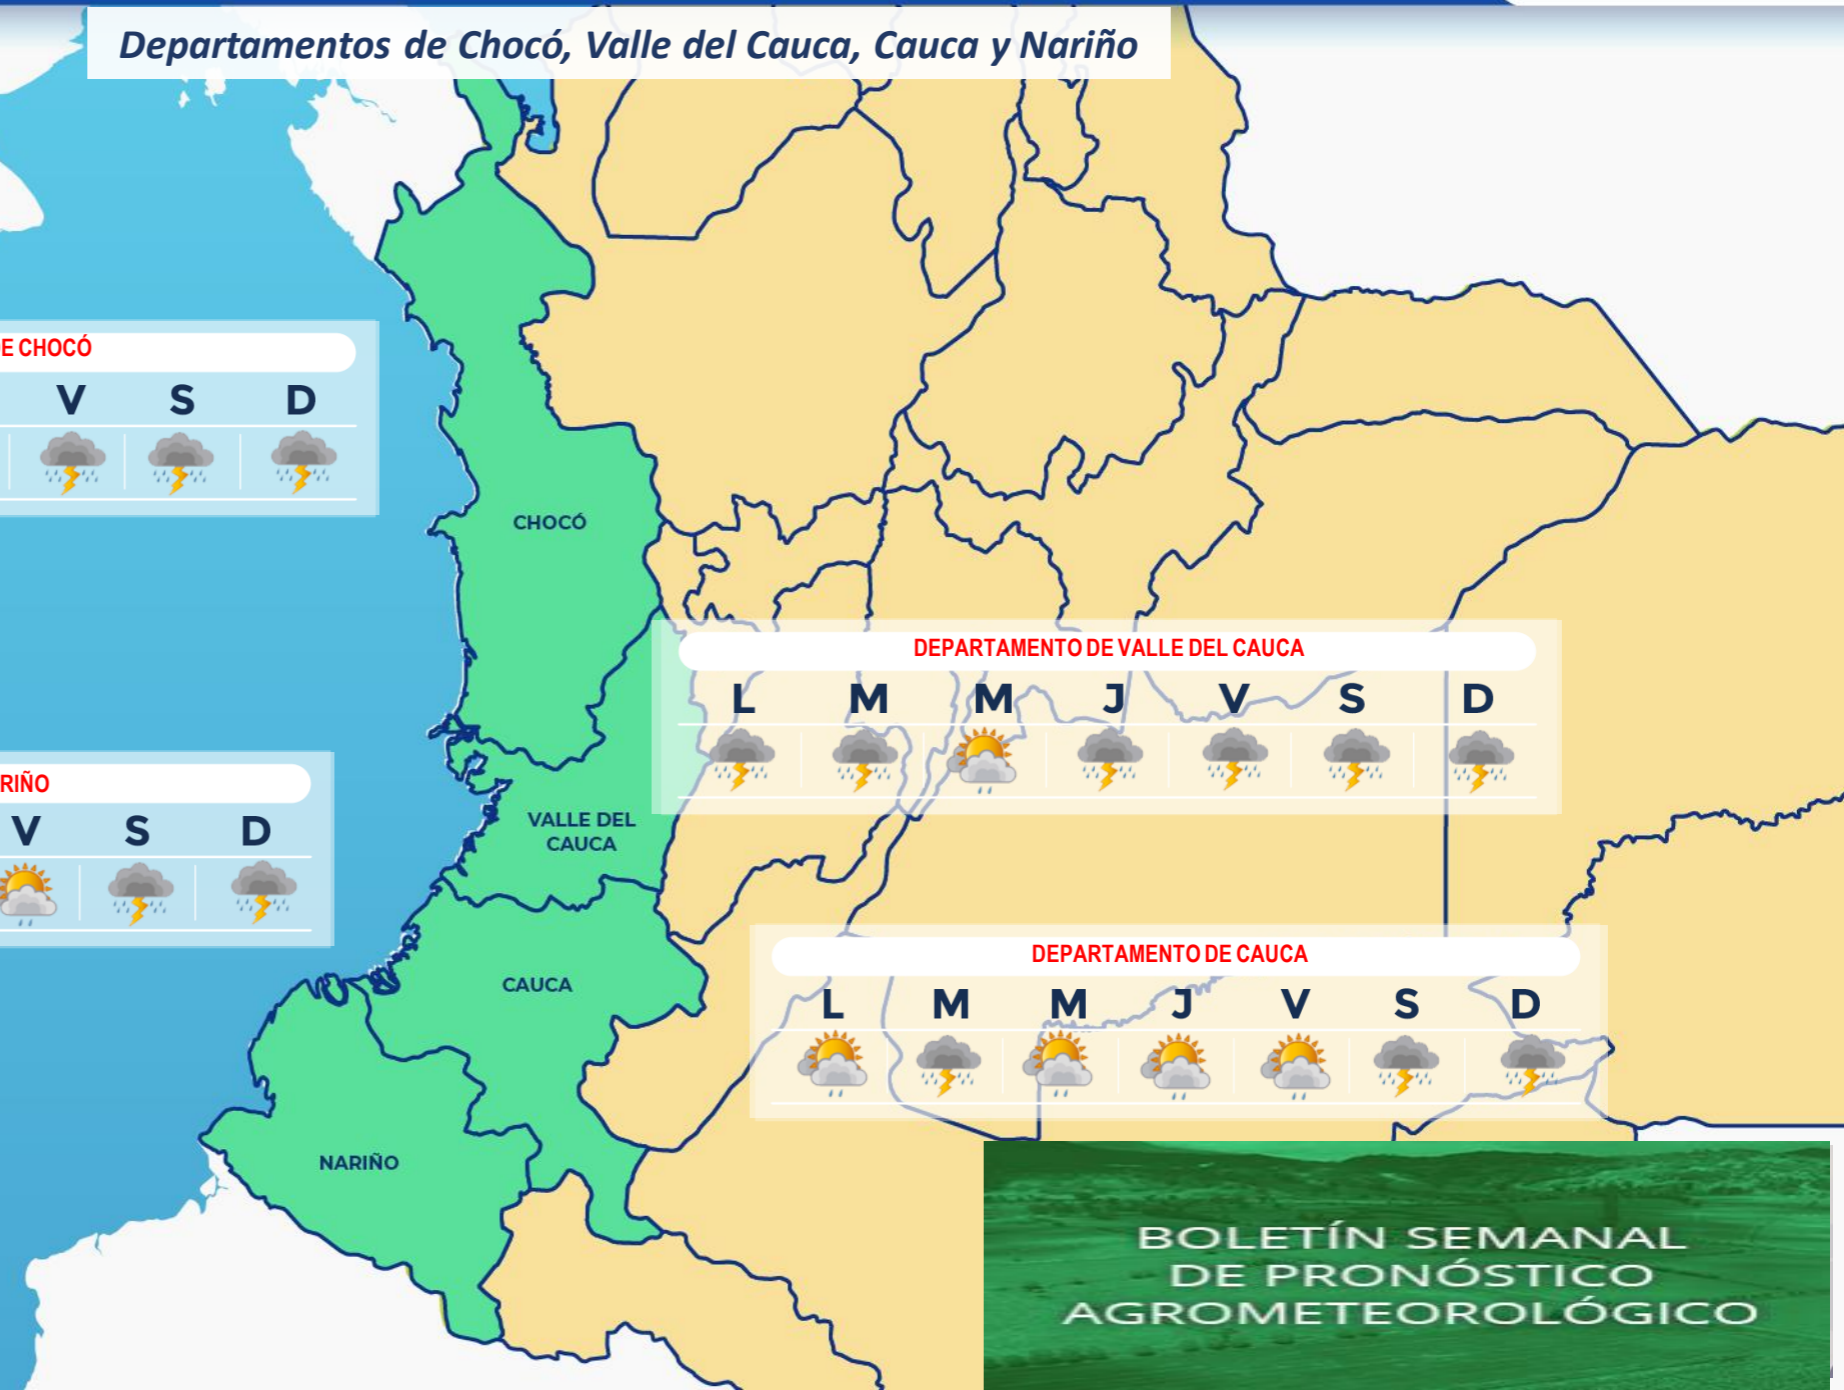 Departamentos de Chocó, Valle del Cauca, Cauca y Nariño
E CHOCÓ
V S D
CHOCÓ
DEPARTAMENTO DE VALLE DEL CAUCA
L M M J V S D
RIÑO
V S D
VALLE DEL
CAUCA
DEPARTAMENTO DE CAUCA
L M M J V S D
CAUCA
NARIÑO
BOLETÍN SEMANAL
DE PRONÓSTICO
AGROMETEOROLÓGICO